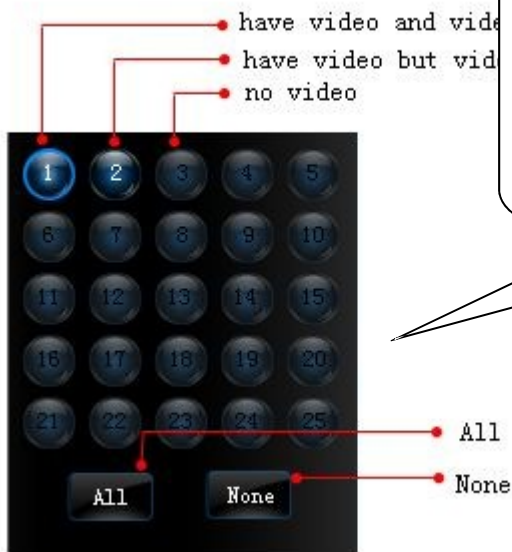 have video and vide
have video but vid
no video
1 2 3 4 5
6 7 8 9 10
11 12 13 14 15
16 17 18 19 20
21 22 23 24 25
All
None
All None